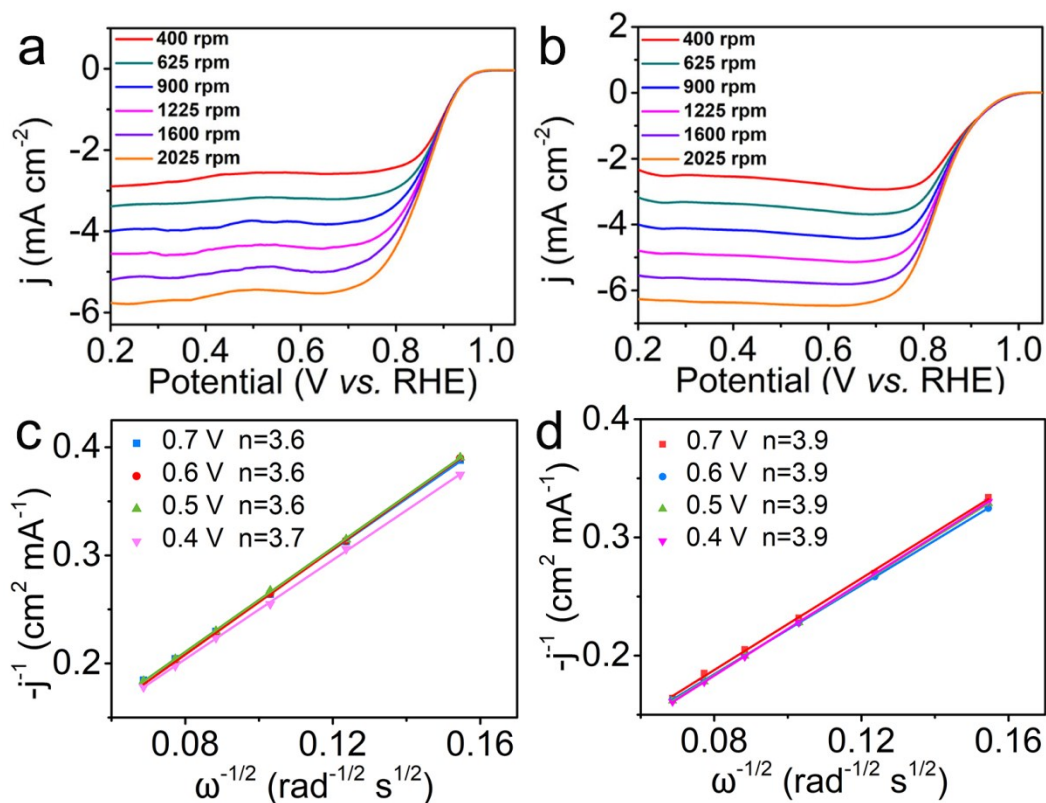 a
400 rpm
625 rpm
900 rpm
1225 rpm
1600 rpm
2025 rpm
0
-2
-4
-6
j (mA cm⁻²)
0.2 0.4 0.6 0.8 1.0
Potential (V vs. RHE)
b
400 rpm
625 rpm
900 rpm
1225 rpm
1600 rpm
2025 rpm
2
0
-2
-4
-6
j (mA cm⁻²)
0.2 0.4 0.6 0.8 1.0
Potential (V vs. RHE)
c
0.7 V n=3.6
0.6 V n=3.6
0.5 V n=3.6
0.4 V n=3.7
0.4
0.3
0.2
-j⁻¹ (cm² mA⁻¹)
0.08 0.12 0.16
ω⁻¹/² (rad⁻¹/² s¹/²)
d
0.7 V n=3.9
0.6 V n=3.9
0.5 V n=3.9
0.4 V n=3.9
0.4
0.3
0.2
-j⁻¹ (cm² mA⁻¹)
0.08 0.12 0.16
ω⁻¹/² (rad⁻¹/² s¹/²)